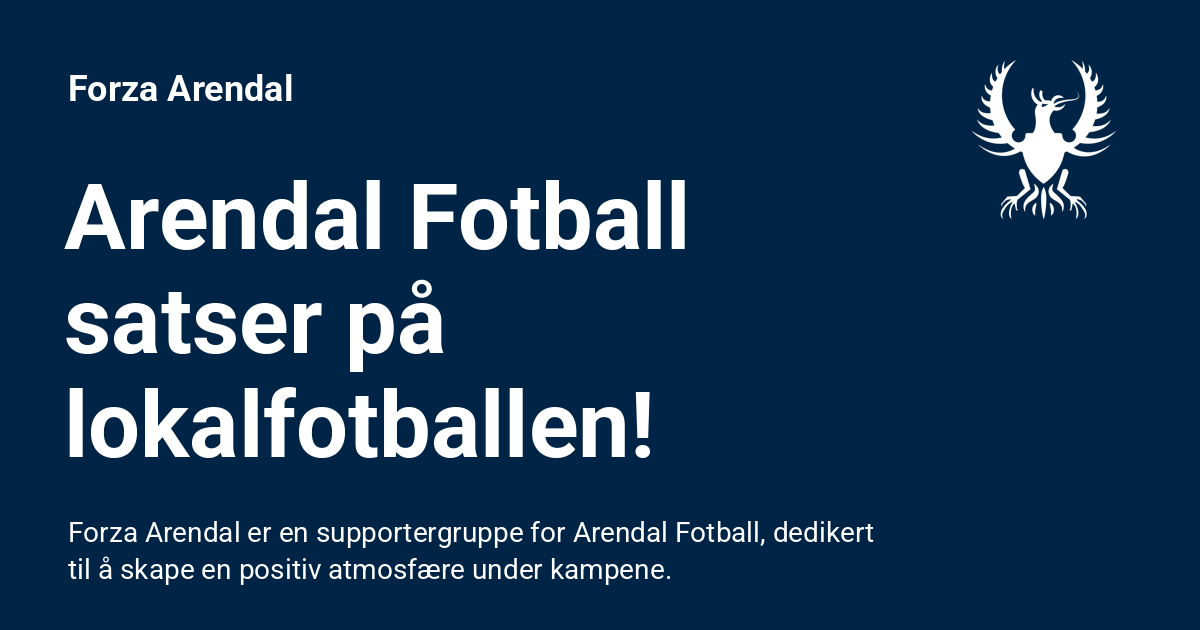 Forza Arendal
Arendal Fotball
satser på
lokalfotballen!
Forza Arendal er en supportergruppe for Arendal Fotball, dedikert
til å skape en positiv atmosfære under kampene.